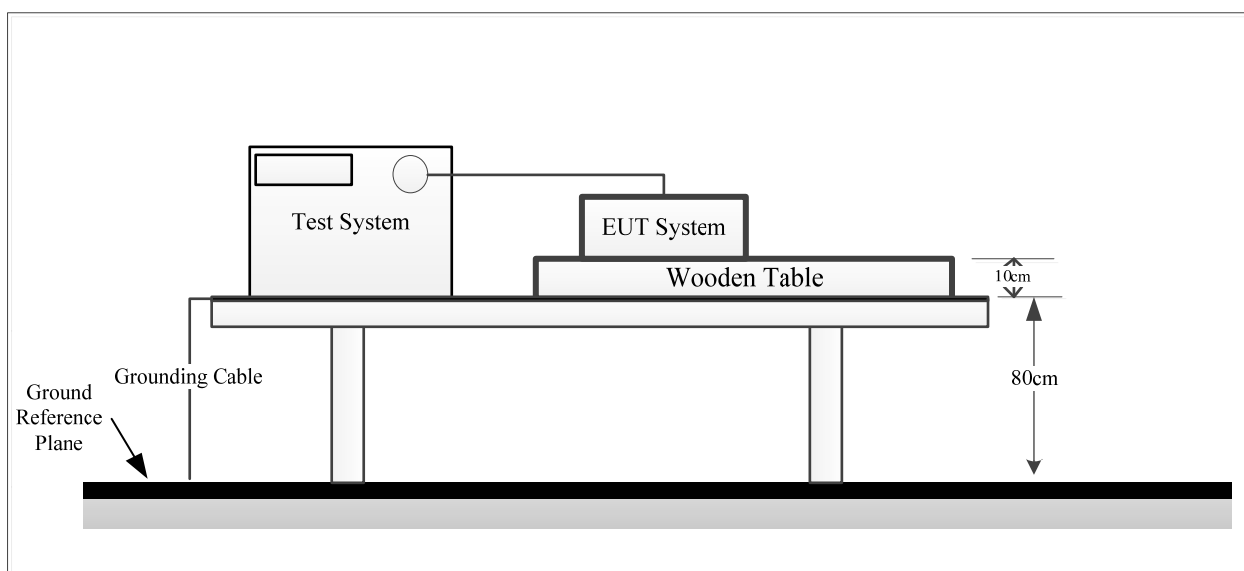 Test System
EUT System
Wooden Table
10cm
Grounding Cable
80cm
Ground
Reference
Plane